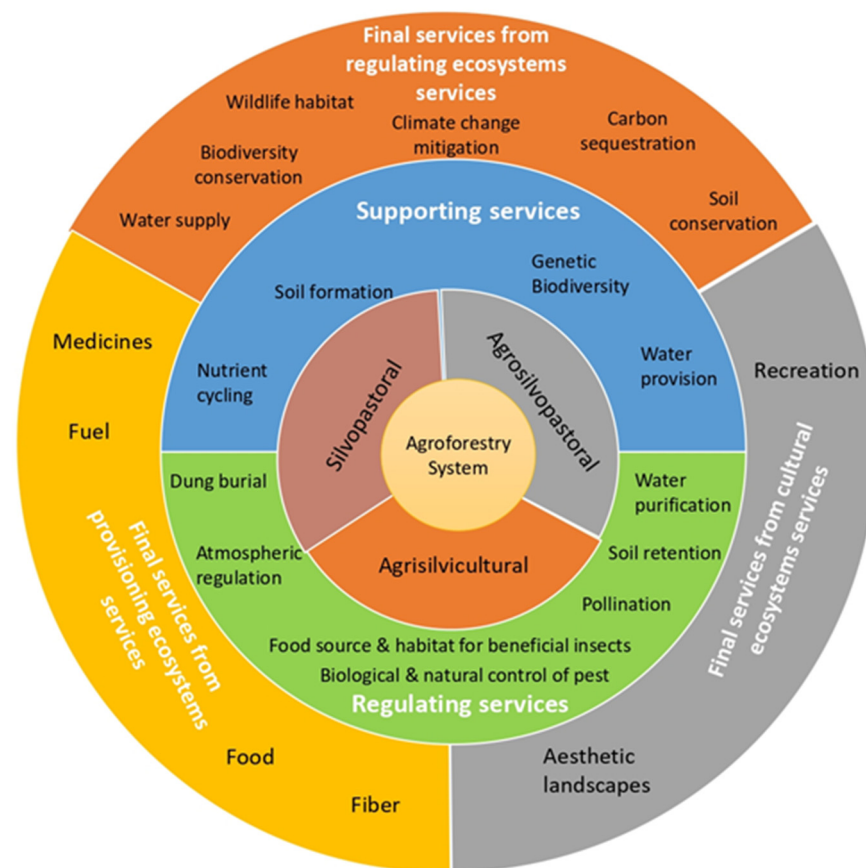 Final services from
regulating ecosystems
services
Wildlife habitat
Climate change
mitigation
Carbon
sequestration
Biodiversity
conservation
Water supply
Soil
conservation
Supporting services
Soil formation
Genetic
Biodiversity
Nutrient
cycling
Water
provision
Silvopastoral
Agrosilvopastoral
Agroforestry
System
Agrisilvicultural
Medicines
Fuel
Final services from
provisioning ecosystems
services
Food
Fiber
Recreation
Final services from cultural
ecosystems services
Aesthetic
landscapes
Dung burial
Atmospheric
regulation
Water
purification
Soil retention
Pollination
Food source & habitat for beneficial insects
Biological & natural control of pest
Regulating services